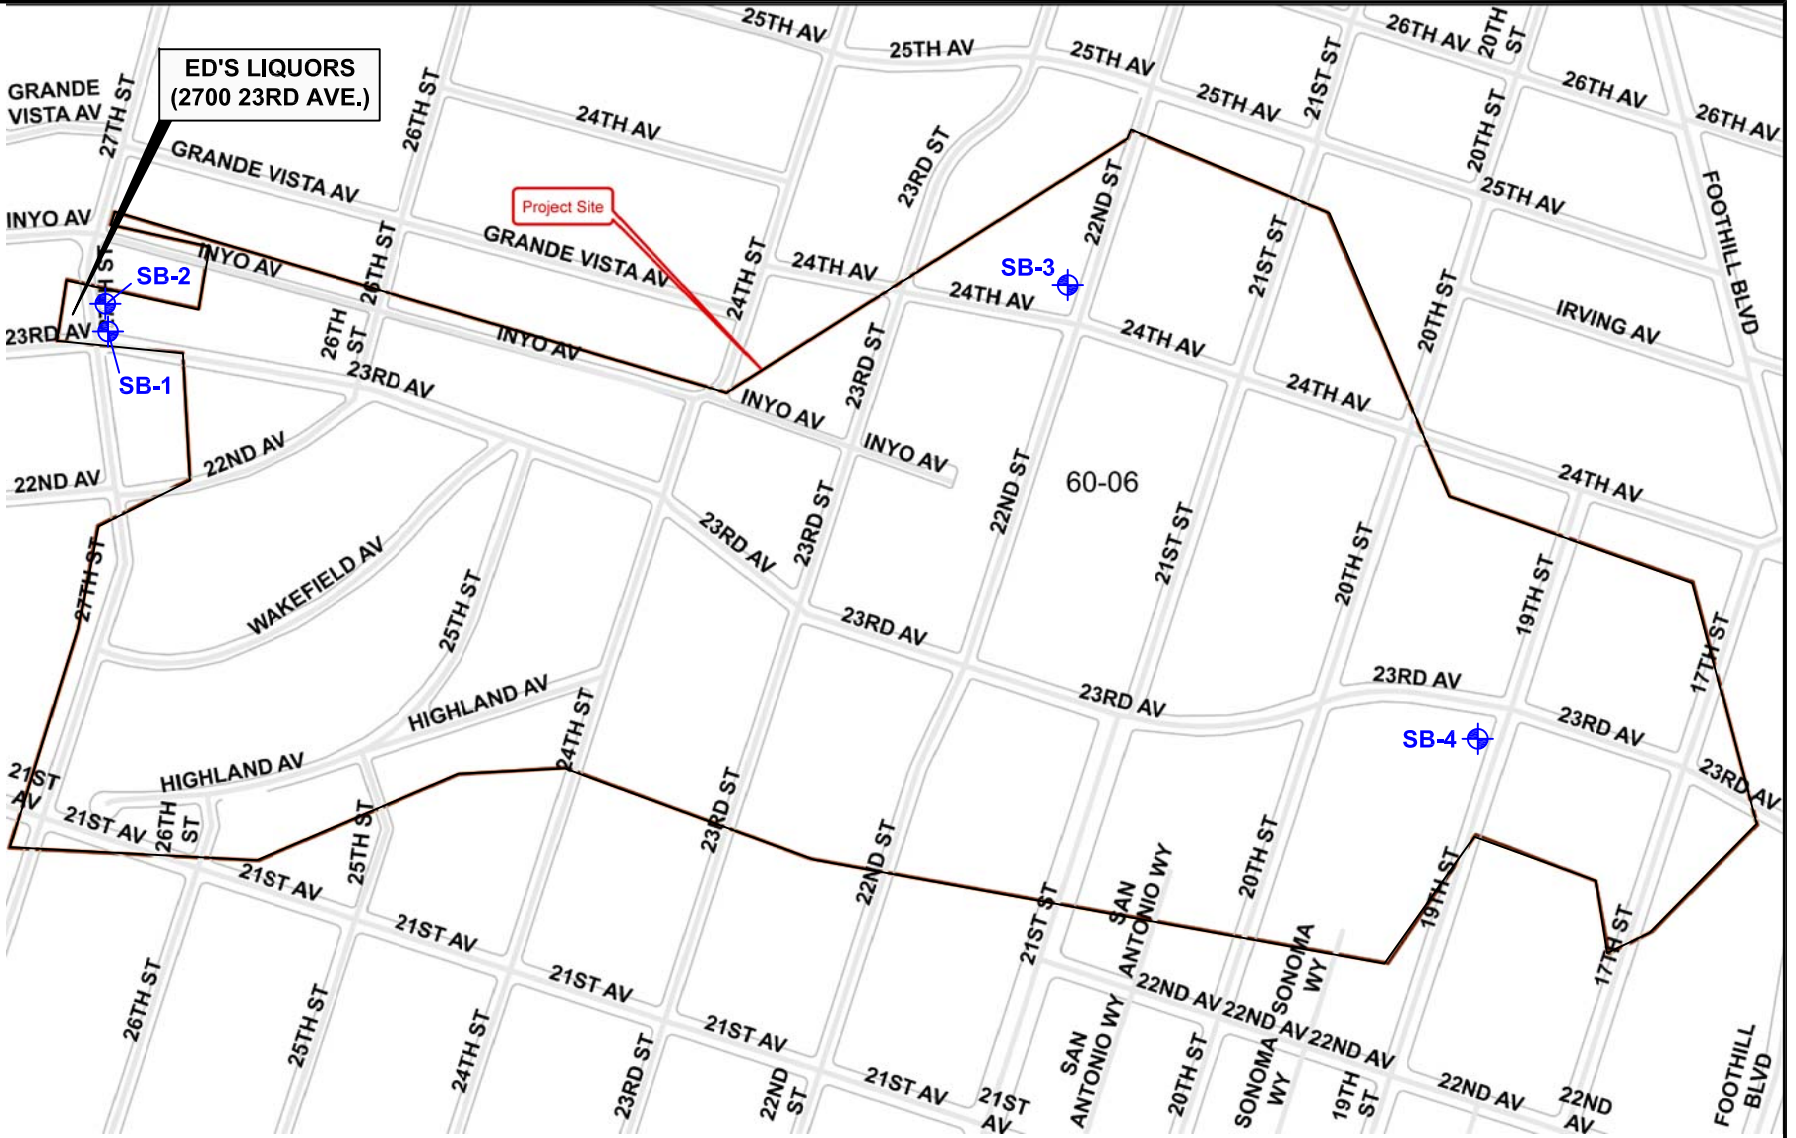 25TH AV
25TH AV
25TH AV
26TH AV
20TH
ST
ED'S LIQUORS
(2700 23RD AVE.)
GRANDE
VISTA AV
27TH ST
26TH ST
24TH AV
21ST ST
25TH AV
26TH AV
26TH AV
20TH ST
GRANDE VISTA AV
23RD ST
22ND ST
25TH AV
FOOTHILL BLVD
Project Site
INYO AV
INYO AV
27TH ST
26TH ST
GRANDE VISTA AV
24TH ST
24TH AV
24TH AV
SB-3
21ST ST
20TH ST
IRVING AV
SB-2
23RD AV
SB-1
26TH
ST
INYO AV
23RD AV
23RD ST
24TH AV
24TH AV
INYO AV
INYO AV
22ND AV
22ND AV
60-06
22ND ST
24TH AV
23RD AV
23RD ST
21ST ST
20TH ST
19TH ST
27TH ST
WAKEFIELD AV
25TH ST
23RD AV
17TH ST
23RD AV
23RD AV
23RD AV
SB-4
HIGHLAND AV
24TH ST
HIGHLAND AV
21ST
AV
21ST AV
26TH
ST
25TH ST
23RD ST
22ND ST
20TH ST
23RD AV
19TH ST
17TH ST
21ST AV
21ST AV
21ST ST
SAN
ANTONIO WY
SONOMA
WY
26TH ST
25TH ST
24TH ST
21ST AV
21ST AV
23RD ST
22ND
ST
21ST AV
21ST
AV
SAN
ANTONIO WY
22ND AV
22ND AV
22ND AV
20TH ST
SONOMA
WY
19TH
ST
22ND AV
22ND
AV
FOOTHILL
BLVD